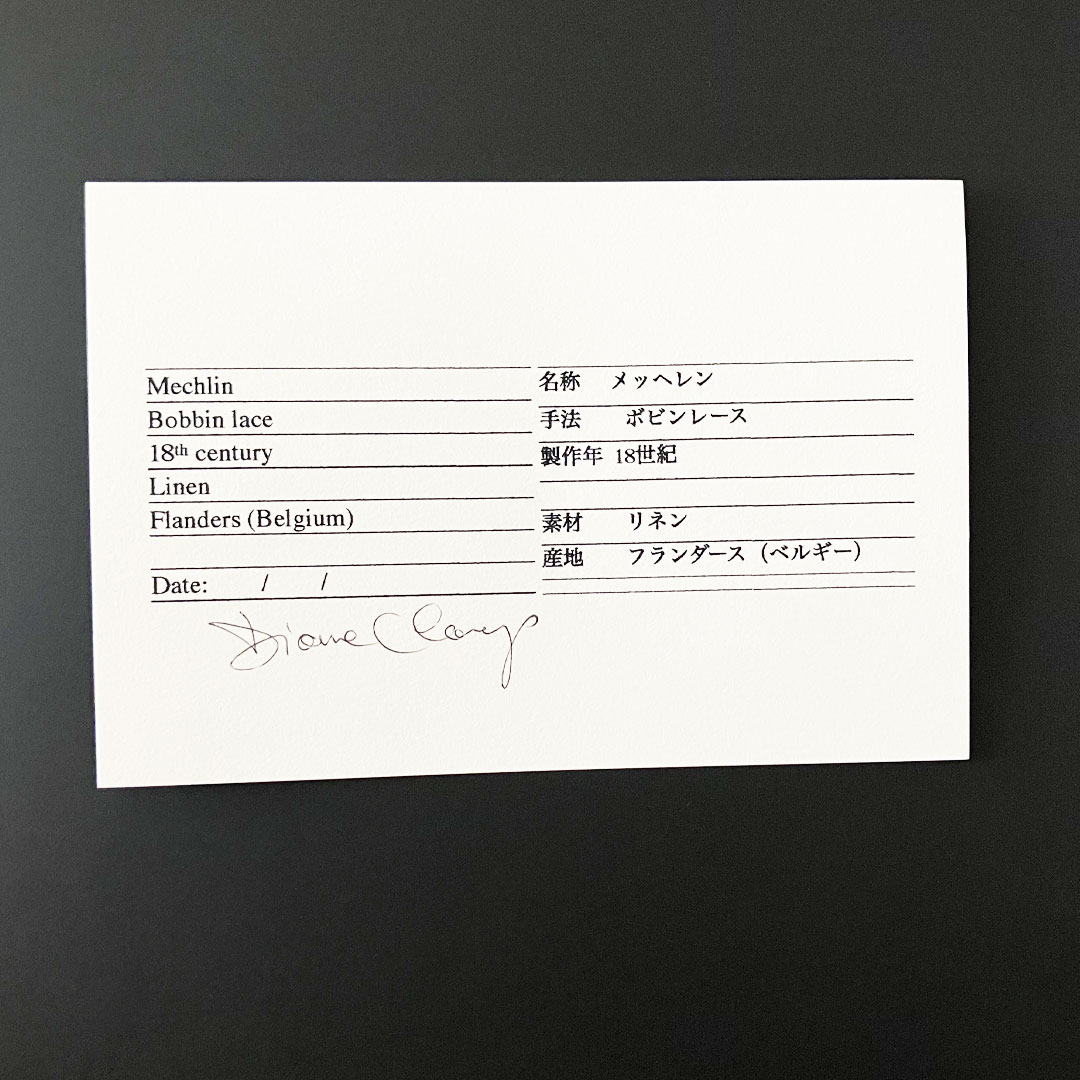 Mechlin
Bobbin lace
18th century
Linen
Flanders (Belgium)
Date: / /
名称 メッヘレン
手法 ボビンレース
製作年 18世紀
素材 リネン
産地 フランダース（ベルギー）
Diane